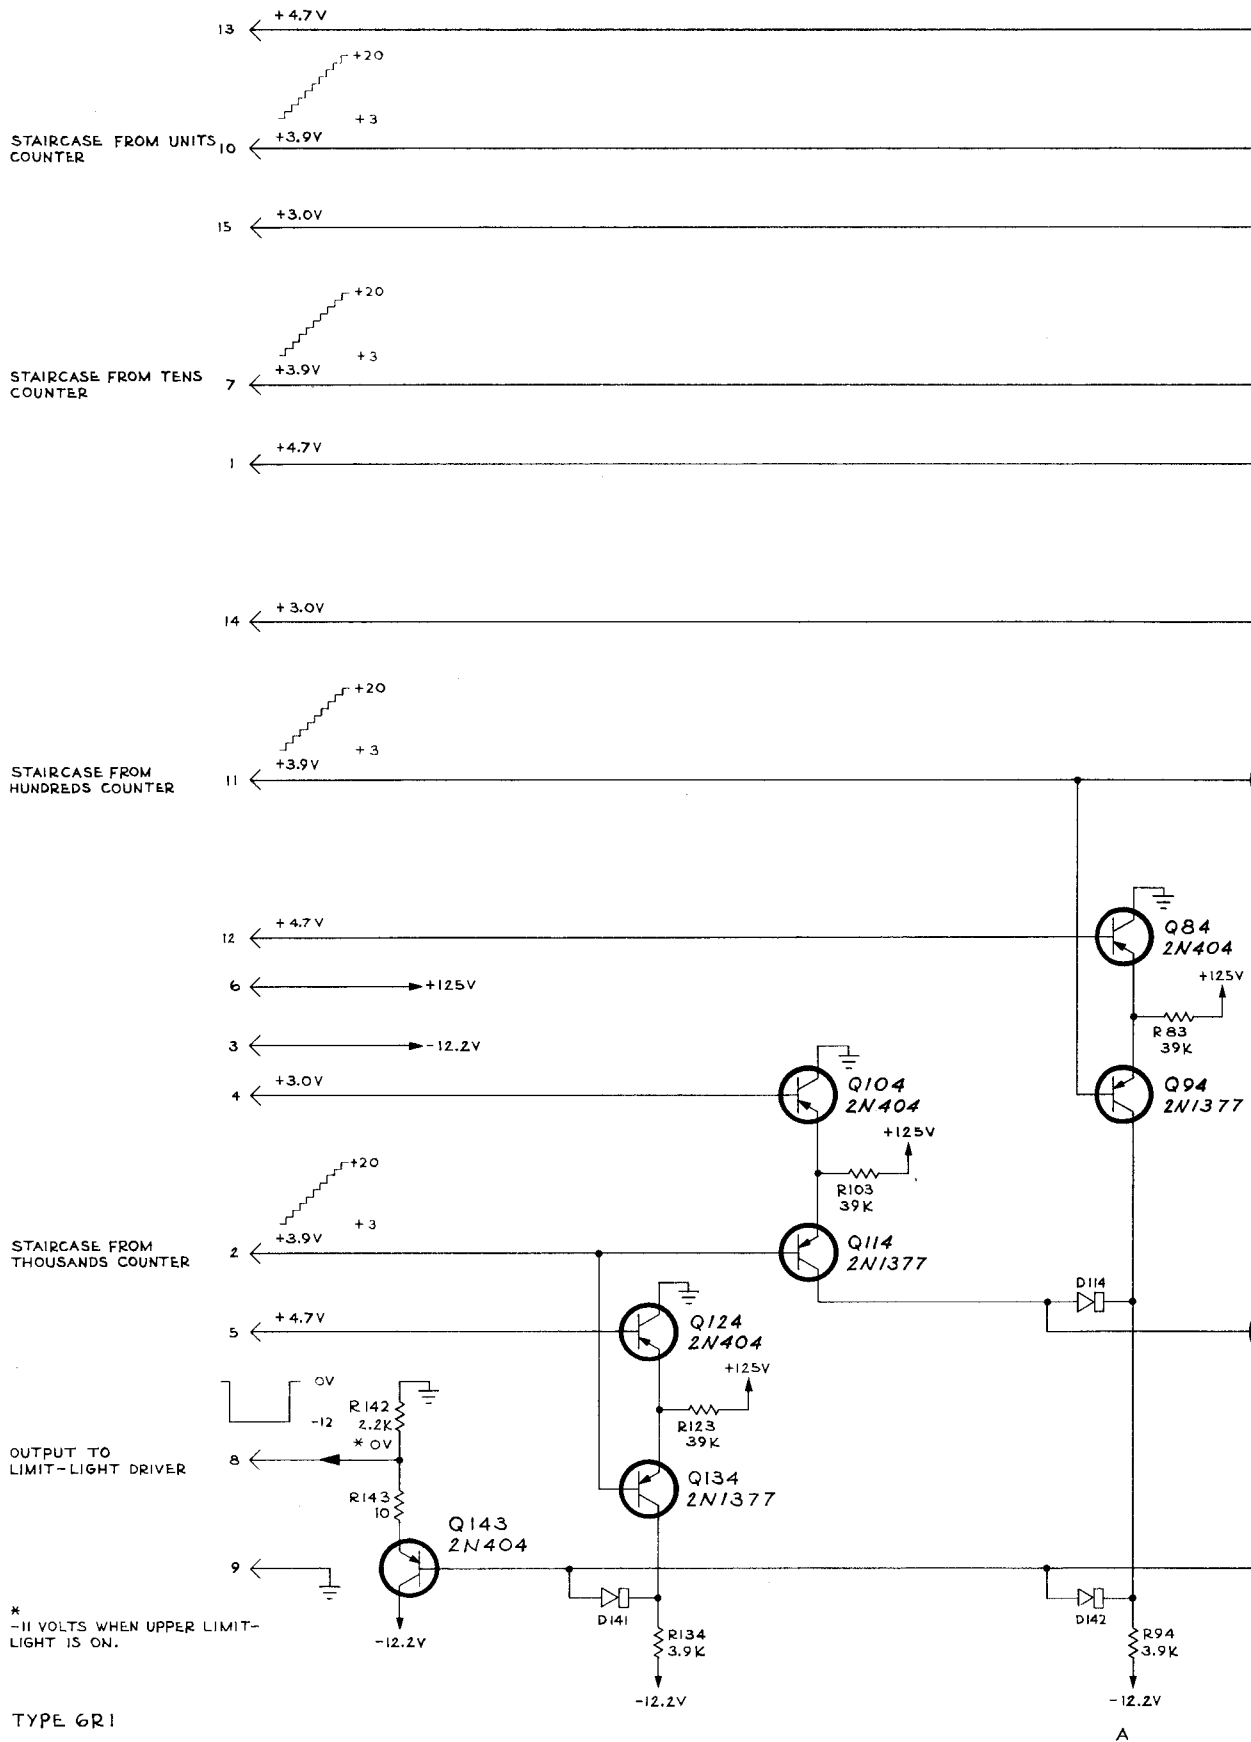 +4.7V
13
+20
+3
STAIRCASE FROM UNITS
COUNTER
10
+3.9V
15
+3.0V
+20
+3
STAIRCASE FROM TENS
COUNTER
7
+3.9V
1
+4.7V
14
+3.0V
+20
+3
STAIRCASE FROM
HUNDREDS COUNTER
11
+3.9V
12
+4.7V
Q84
2N404
+125V
R83
39K
6
+125V
3
-12.2V
4
+3.0V
Q104
2N404
+125V
R103
39K
Q94
2N1377
+20
+3
STAIRCASE FROM
THOUSANDS COUNTER
2
+3.9V
Q114
2N1377
D114
5
+4.7V
Q124
2N404
+125V
R123
39K
0V
-12
R142
2.2K
* 0V
OUTPUT TO
LIMIT-LIGHT DRIVER
8
R143
10
Q134
2N1377
Q143
2N404
9
D141
D142
*
-11 VOLTS WHEN UPPER LIMIT-
LIGHT IS ON.
-12.2V
R134
3.9K
R94
3.9K
-12.2V
-12.2V
TYPE 6R1
A